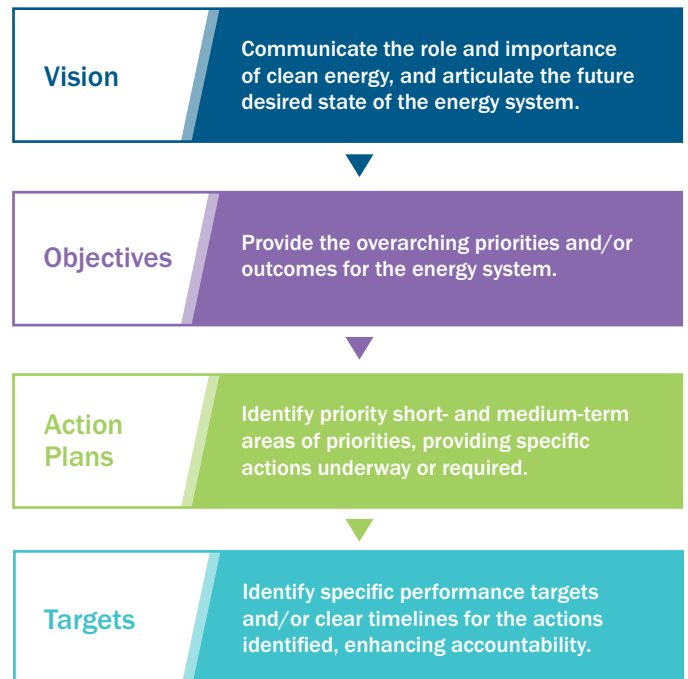 Vision
Communicate the role and importance
of clean energy, and articulate the future
desired state of the energy system.
Objectives
Provide the overarching priorities and/or
outcomes for the energy system.
Action
Plans
Identify priority short- and medium-term
areas of priorities, providing specific
actions underway or required.
Targets
Identify specific performance targets
and/or clear timelines for the actions
identified, enhancing accountability.